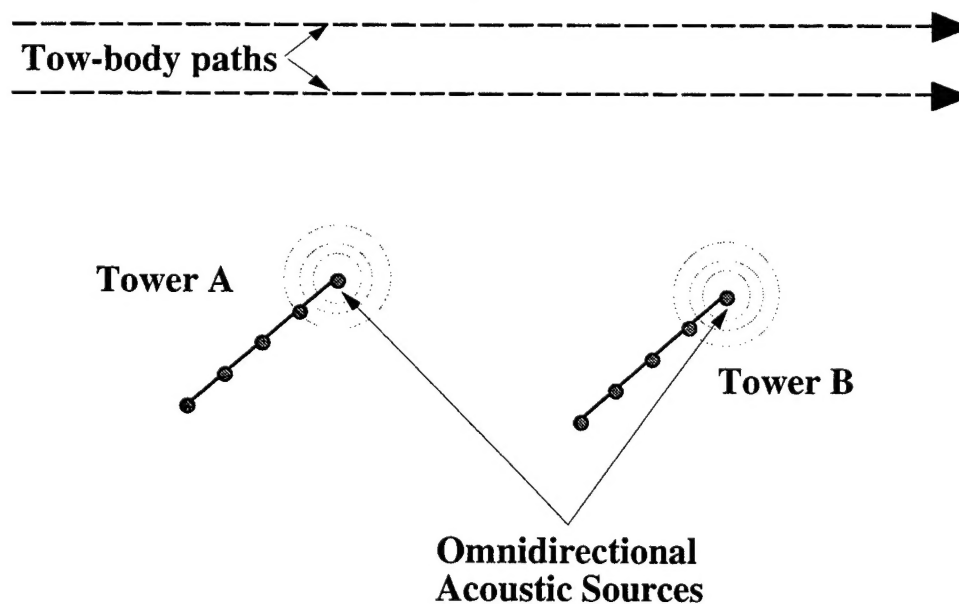 Tow-body paths
Tower A
Tower B
Omnidirectional
Acoustic Sources